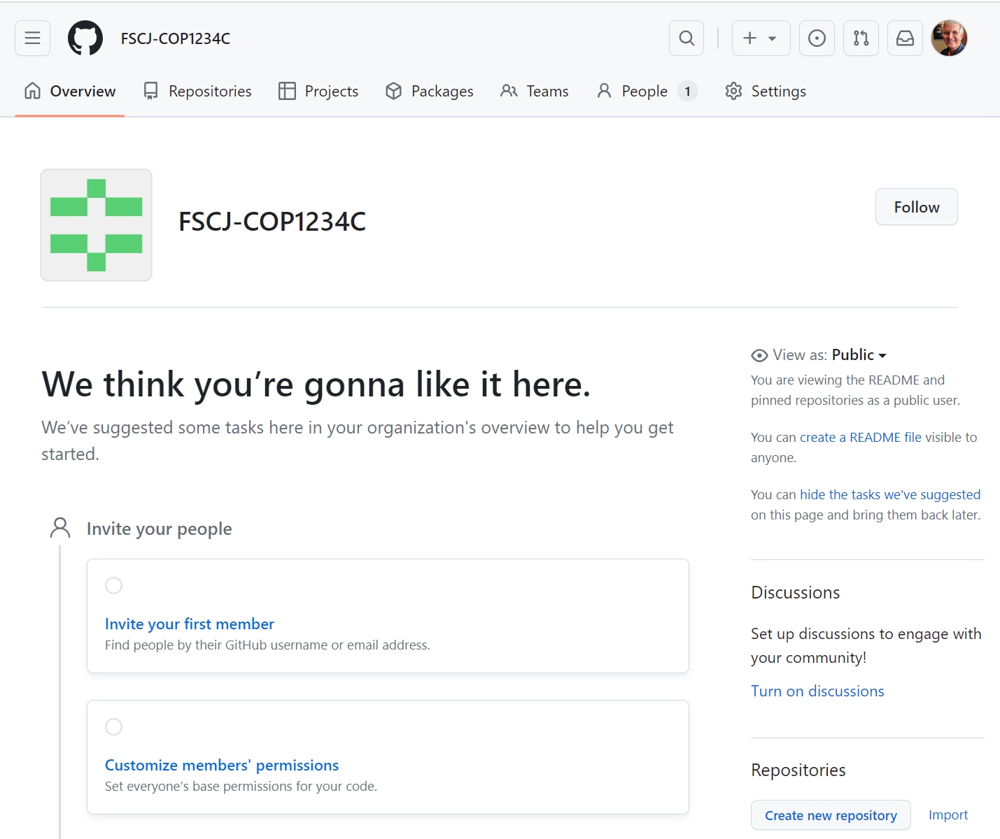 FSCJ-COP1234C
Overview Repositories Projects Packages Teams People 1 Settings
FSCJ-COP1234C
Follow
We think you’re gonna like it here.
We’ve suggested some tasks here in your organization's overview to help you get
started.
Invite your people
Invite your first member
Find people by their GitHub username or email address.
Customize members' permissions
Set everyone’s base permissions for your code.
View as: Public
You are viewing the README and
pinned repositories as a public user.
You can create a README file visible to
anyone.
You can hide the tasks we've suggested
on this page and bring them back later.
Discussions
Set up discussions to engage with
your community!
Turn on discussions
Repositories
Create new repository Import